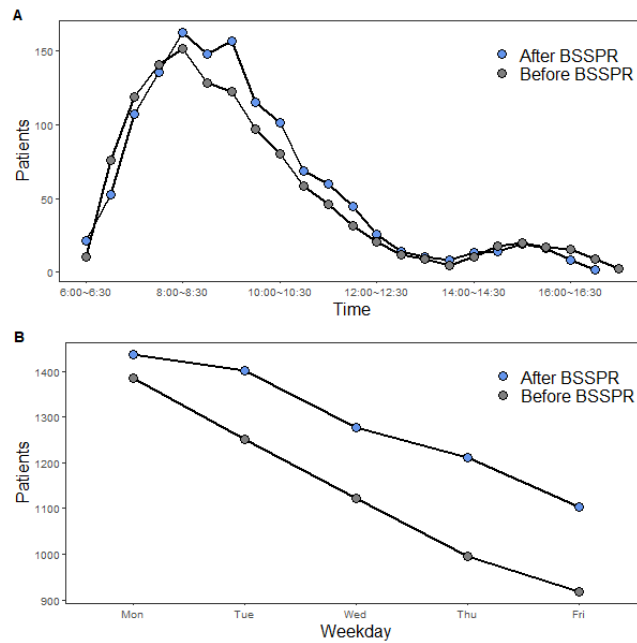 A
Patients
150
100
50
0
After BSSPR
Before BSSPR
6:00~6:30
8:00~8:30
10:00~10:30
12:00~12:30
14:00~14:30
16:00~16:30
Time
B
Patients
1400
1300
1200
1100
1000
900
After BSSPR
Before BSSPR
Mon
Tue
Wed
Thu
Fri
Weekday